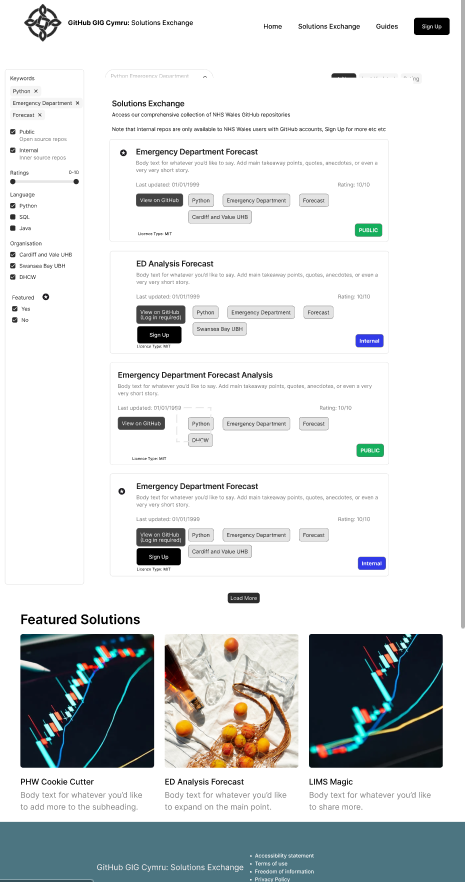 GitHub GIG Cymru: Solutions Exchange
Home
Solutions Exchange
Guides
Sign Up
Keywords
Python ×
Emergency Department ×
Forecast ×
Public
Open source repos
Internal
Inner source repos
Ratings 0-10
Language
Python
SQL
Java
Organisation
Cardiff and Vale UHB
Swansea Bay UBH
DHCW
Featured
Yes
No
Python Emergency Department
Solutions Exchange
Access our comprehensive collection of NHS Wales GitHub repositories
Note that internal repos are only available to NHS Wales users with GitHub accounts, Sign Up for more etc etc
Emergency Department Forecast
Body text for whatever you'd like to say. Add main takeaway points, quotes, anecdotes, or even a
very very short story.
Last updated: 01/01/1999 Rating: 10/10
View on GitHub Python Emergency Department Forecast
Cardiff and Value UHB
Licence Type: MIT
PUBLIC
ED Analysis Forecast
Body text for whatever you'd like to say. Add main takeaway points, quotes, anecdotes, or even a
very very short story.
Last updated: 01/01/1999 Rating: 10/10
View on GitHub
(Log in required)
Python Emergency Department Forecast
Sign Up
Swansea Bay UBH
Licence Type: MIT
Internal
Emergency Department Forecast Analysis
Body text for whatever you'd like to say. Add main takeaway points, quotes, anecdotes, or even a very
very short story.
Last updated: 01/01/1999 Rating: 10/10
View on GitHub Python Emergency Department Forecast
DHCW
Licence Type: MIT
PUBLIC
Emergency Department Forecast
Body text for whatever you'd like to say. Add main takeaway points, quotes, anecdotes, or even a
very very short story.
Last updated: 01/01/1999 Rating: 10/10
View on GitHub
(Log in required)
Python Emergency Department Forecast
Sign Up
Cardiff and Value UHB
Licence Type: MIT
Internal
Load More
Featured Solutions
PHW Cookie Cutter
Body text for whatever you'd like
to add more to the subheading.
ED Analysis Forecast
Body text for whatever you'd like
to expand on the main point.
LIMS Magic
Body text for whatever you'd like
to share more.
GitHub GIG Cymru: Solutions Exchange
• Accessibility statement
• Terms of use
• Freedom of information
• Privacy Policy